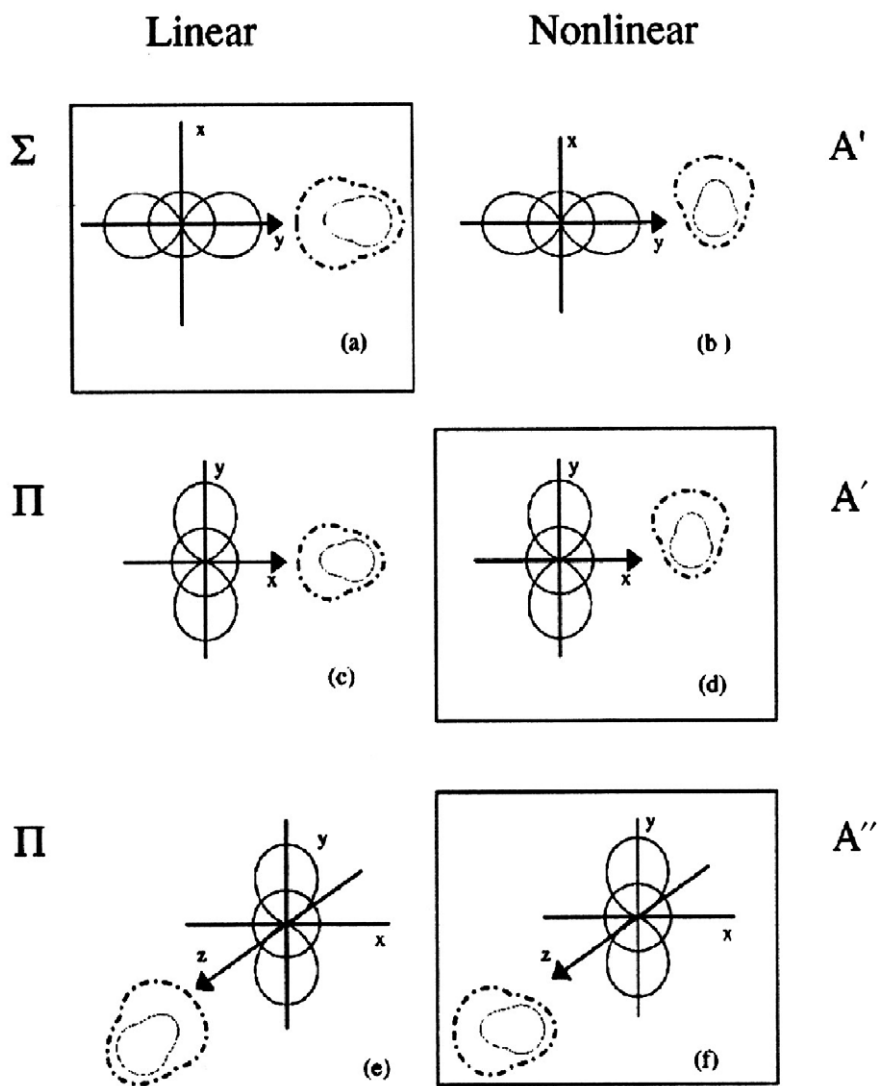 Linear Nonlinear
Σ x y (a) x y (b ) A'
Π y x (c) y x (d) A′
Π y x z (e) y x z (f) A′′